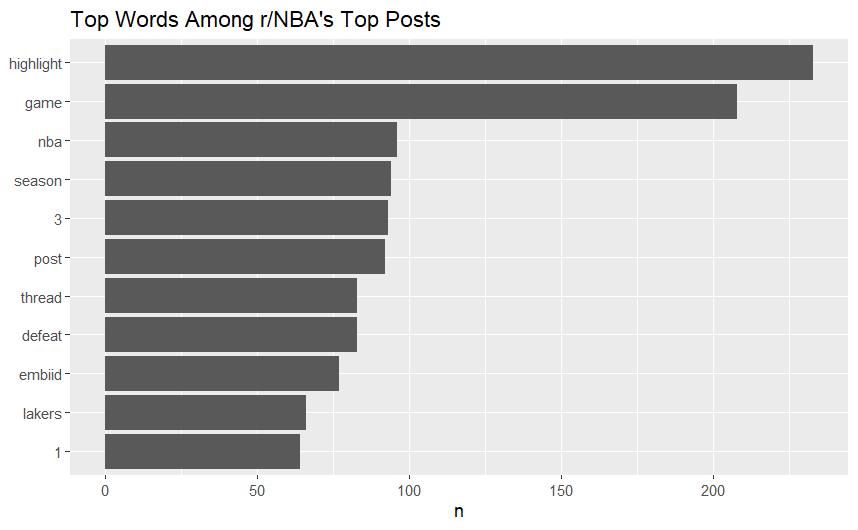 Top Words Among r/NBA's Top Posts
highlight
game
nba
season
3
post
thread
defeat
embiid
lakers
1
0 50 100 150 200
n